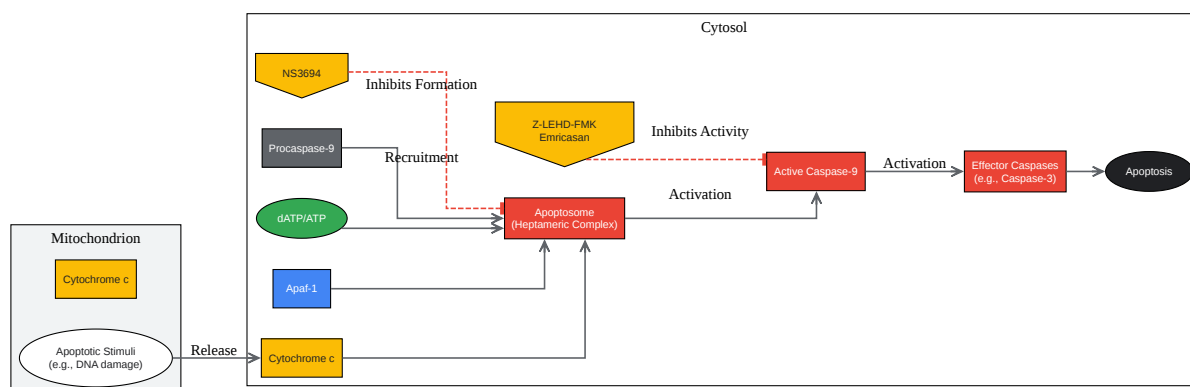 Cytosol
NS3694
Inhibits Formation
Z-LEHD-FMK
Emricasan
Inhibits Activity
Procaspase-9
Recruitment
Active Caspase-9
Activation
Effector Caspases
(e.g., Caspase-3)
Apoptosis
Activation
dATP/ATP
Apoptosome
(Heptameric Complex)
Mitochondrion
Cytochrome c
Apaf-1
Apoptotic Stimuli
(e.g., DNA damage)
Release
Cytochrome c